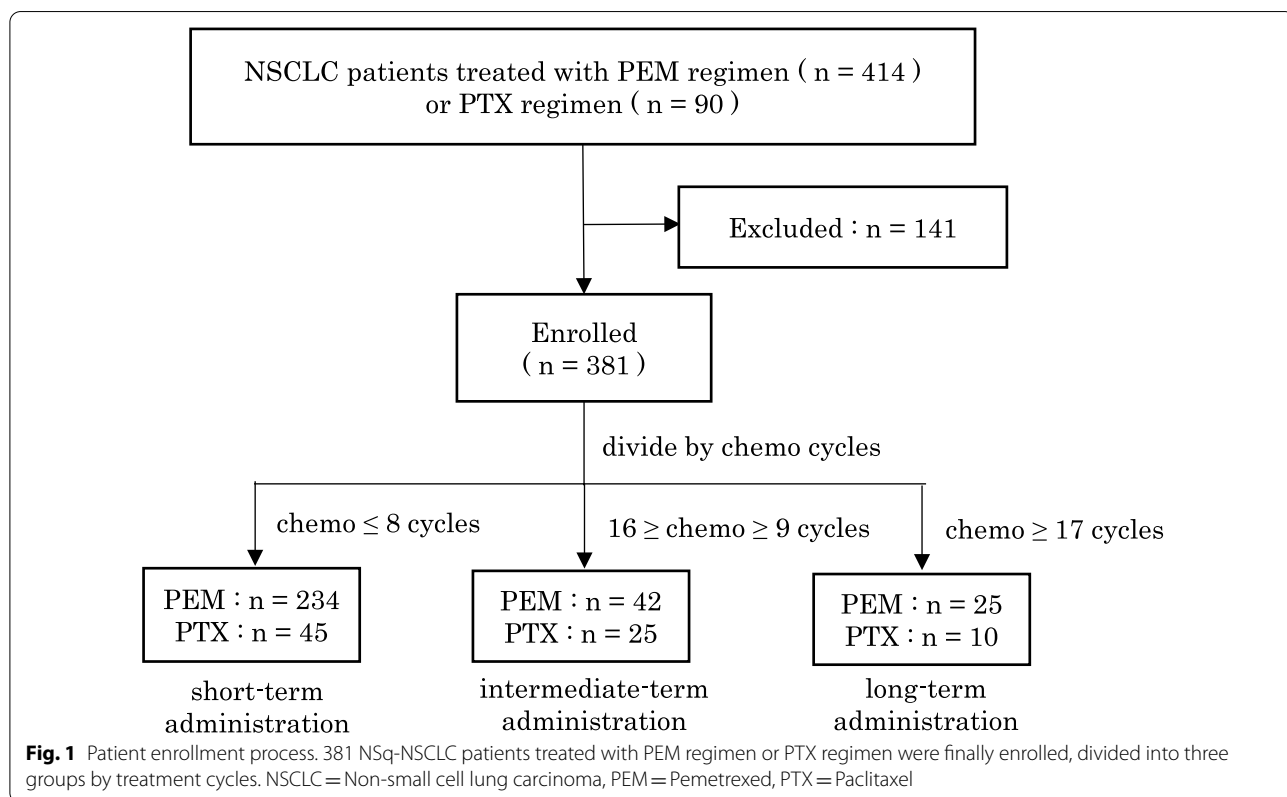 NSCLC patients treated with PEM regimen ( n = 414)
or PTX regimen ( n = 90 )
Excluded : n = 141
Enrolled
( n = 381 )
divide by chemo cycles
chemo ≤ 8 cycles
16 ≥ chemo ≥ 9 cycles
chemo ≥ 17 cycles
PEM : n = 234
PTX : n = 45
PEM : n = 42
PTX : n = 25
PEM : n = 25
PTX : n = 10
short-term
administration
intermediate-term
administration
long-term
administration
Fig. 1 Patient enrollment process. 381 NSq-NSCLC patients treated with PEM regimen or PTX regimen were finally enrolled, divided into three
groups by treatment cycles. NSCLC = Non-small cell lung carcinoma, PEM = Pemetrexed, PTX = Paclitaxel